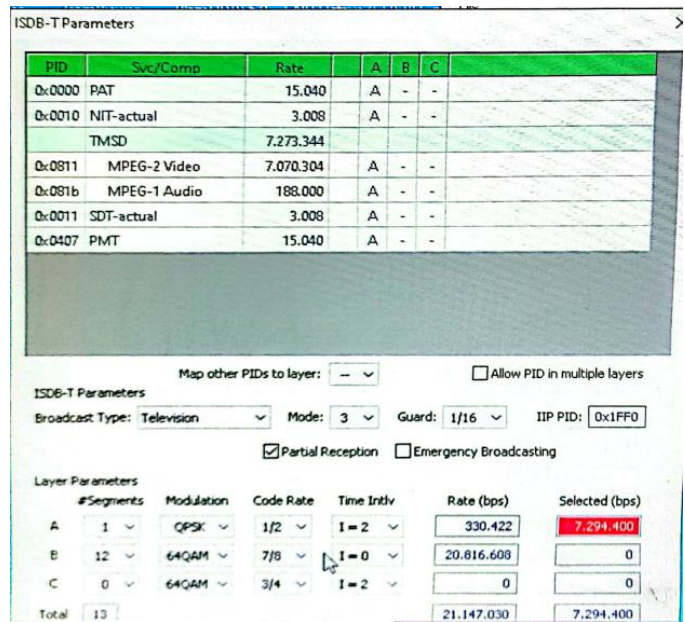 ISDB-T Parameters
PID Svc/Comp Rate A B C
0x0000 PAT 15.040 A - -
0x0010 NIT-actual 3.008 A - -
TMSD 7.273.344
0x0811 MPEG-2 Video 7.070.304 A - -
0x081b MPEG-1 Audio 188.000 A - -
0x0011 SDT-actual 3.008 A - -
0x0407 PMT 15.040 A - -
Map other PIDs to layer: -- Allow PID in multiple layers
ISDB-T Parameters
Broadcast Type: Television Mode: 3 Guard: 1/16 IIP PID: 0x1FF0
Partial Reception Emergency Broadcasting
Layer Parameters
#Segments Modulation Code Rate Time Intlv Rate (bps) Selected (bps)
A 1 QPSK 1/2 I = 2 330.422 7.294.400
B 12 64QAM 7/8 I = 0 20.816.608 0
C 0 64QAM 3/4 I = 2 0 0
Total 13 21.147.030 7.294.400